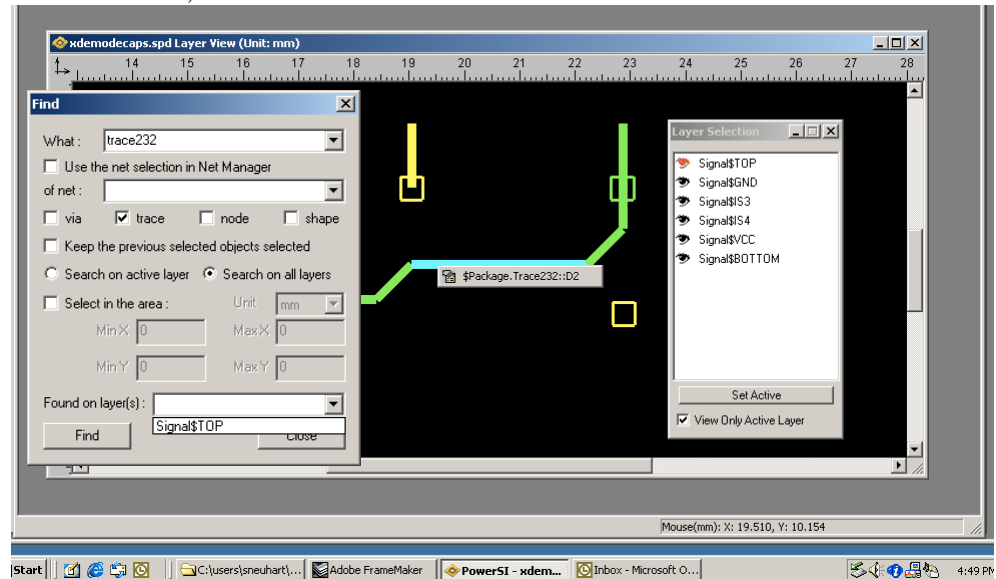 xdemodecaps.spd Layer View (Unit: mm)
14 15 16 17 18 19 20 21 22 23 24 25 26 27 28
Find
What : trace232
Use the net selection in Net Manager
of net :
via trace node shape
Keep the previous selected objects selected
Search on active layer Search on all layers
Select in the area : Unit mm
Min X 0 Max X 0
Min Y 0 Max Y 0
Found on layer(s) :
Signal$TOP
Find Close
$Package.Trace232::D2
Layer Selection
Signal$TOP
Signal$GND
Signal$IS3
Signal$IS4
Signal$VCC
Signal$BOTTOM
Set Active
View Only Active Layer
Mouse(mm): X: 19.510, Y: 10.154
Start C:\users\sneuhart\... Adobe FrameMaker PowerSI - xdem... Inbox - Microsoft O... 4:49 PM